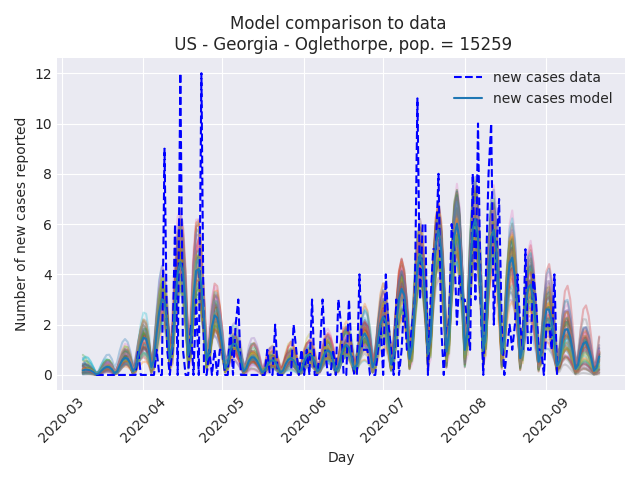 Model comparison to data
US - Georgia - Oglethorpe, pop. = 15259
new cases data
new cases model
Number of new cases reported
12
10
8
6
4
2
0
2020-03
2020-04
2020-05
2020-06
2020-07
2020-08
2020-09
Day